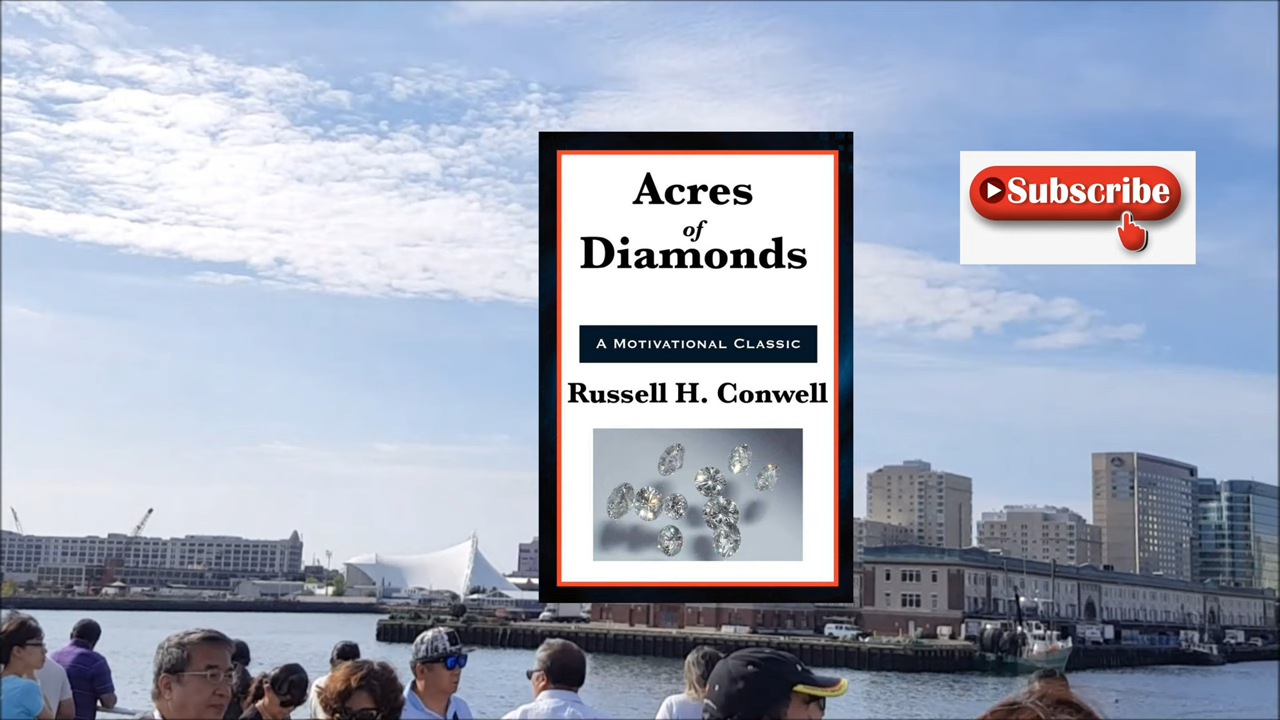 Acres
of
Diamonds
A Motivational Classic
Russell H. Conwell
Subscribe